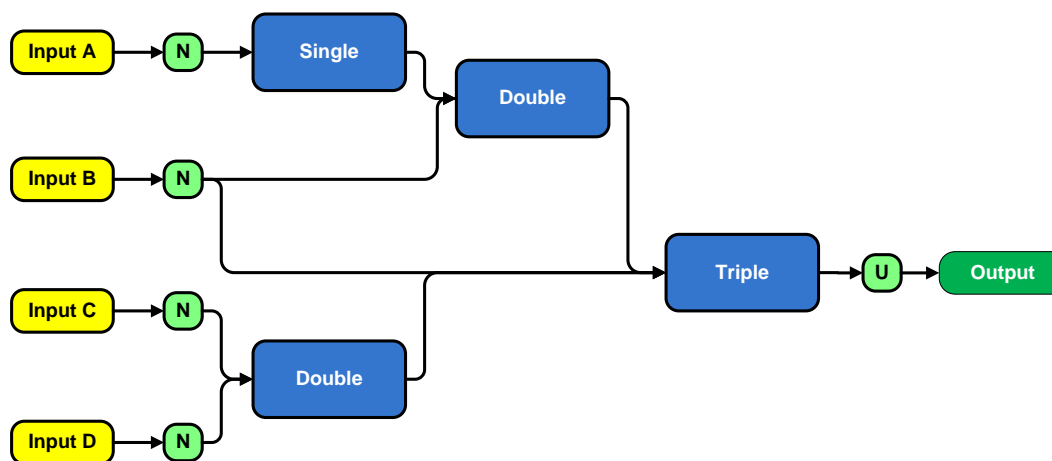 Input A
N
Single
Double
Input B
N
Triple
U
Output
Input C
N
Double
Input D
N